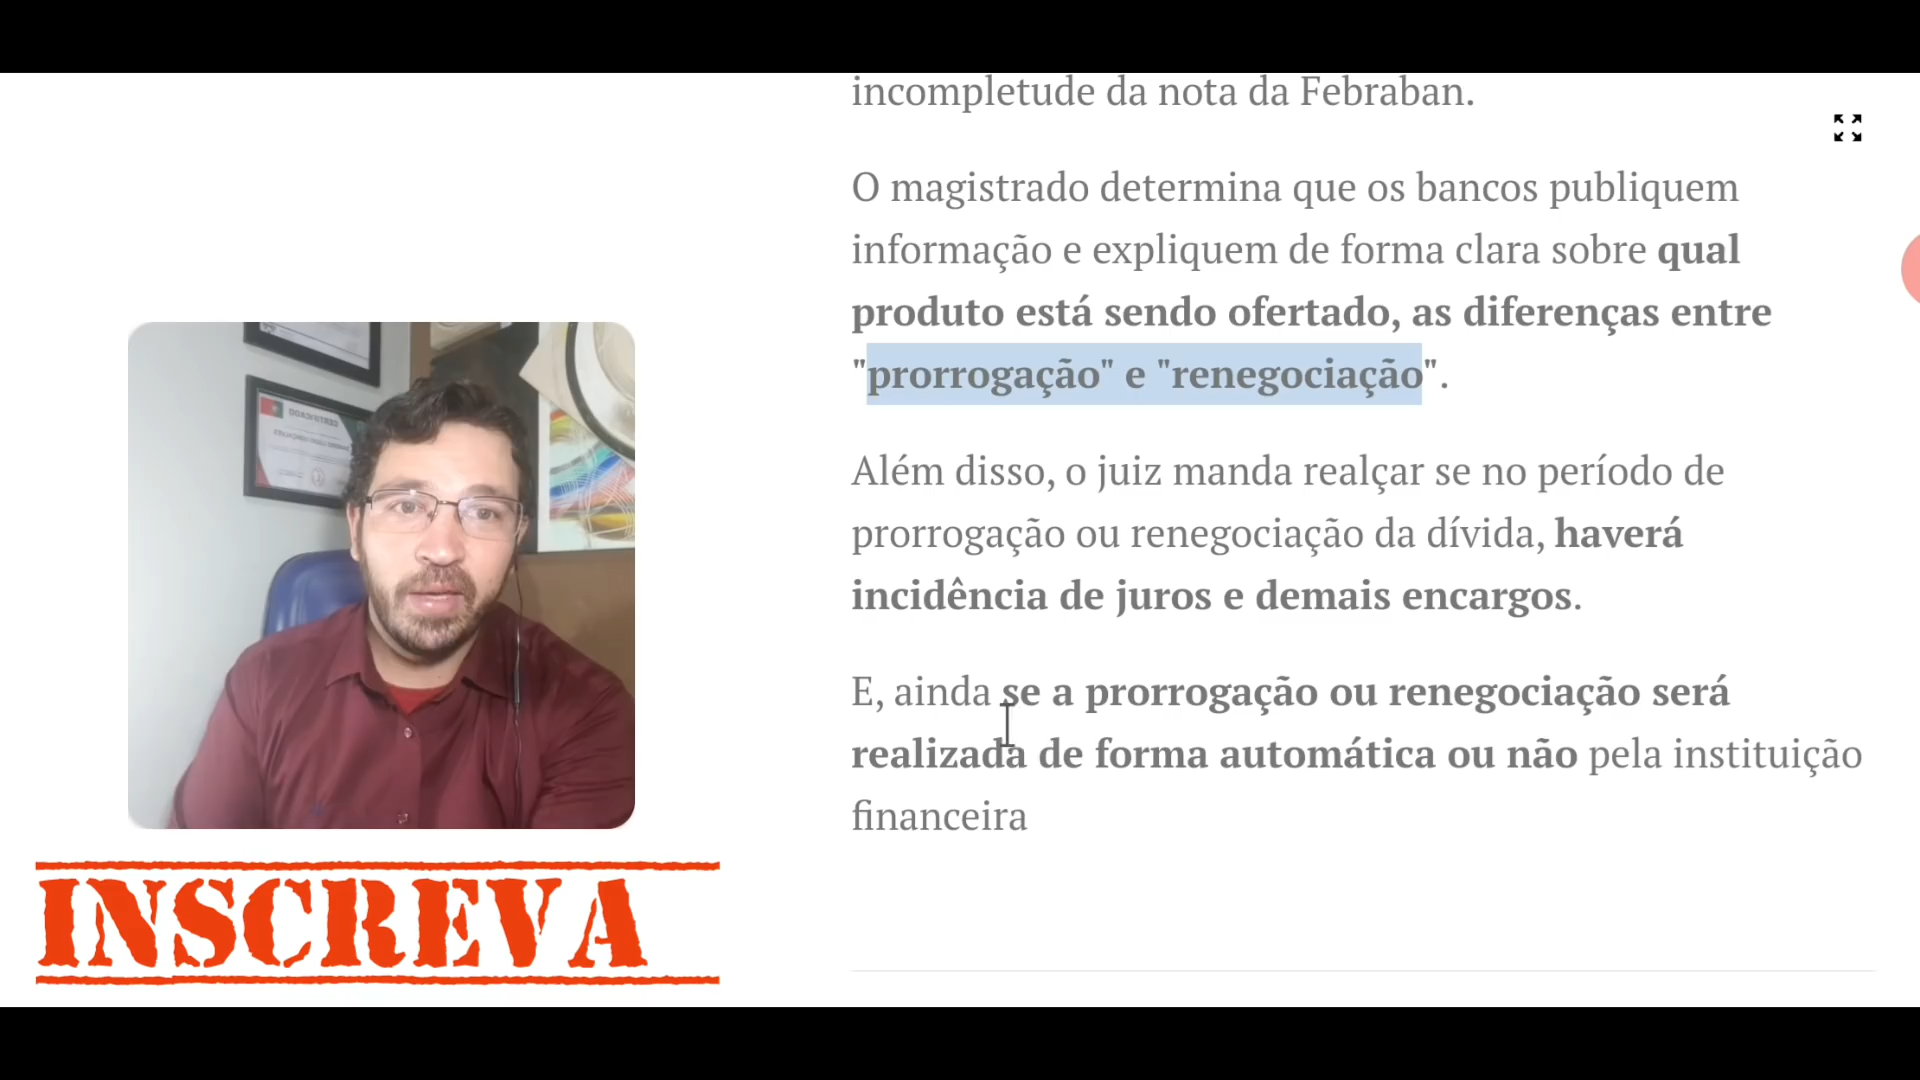 incompletude da nota da Febraban.
O magistrado determina que os bancos publiquem
informação e expliquem de forma clara sobre qual
produto está sendo ofertado, as diferenças entre
"prorrogação" e "renegociação".
Além disso, o juiz manda realçar se no período de
prorrogação ou renegociação da dívida, haverá
incidência de juros e demais encargos.
E, ainda se a prorrogação ou renegociação será
realizada de forma automática ou não pela instituição
financeira
CERTIFICADO
INSCREVA